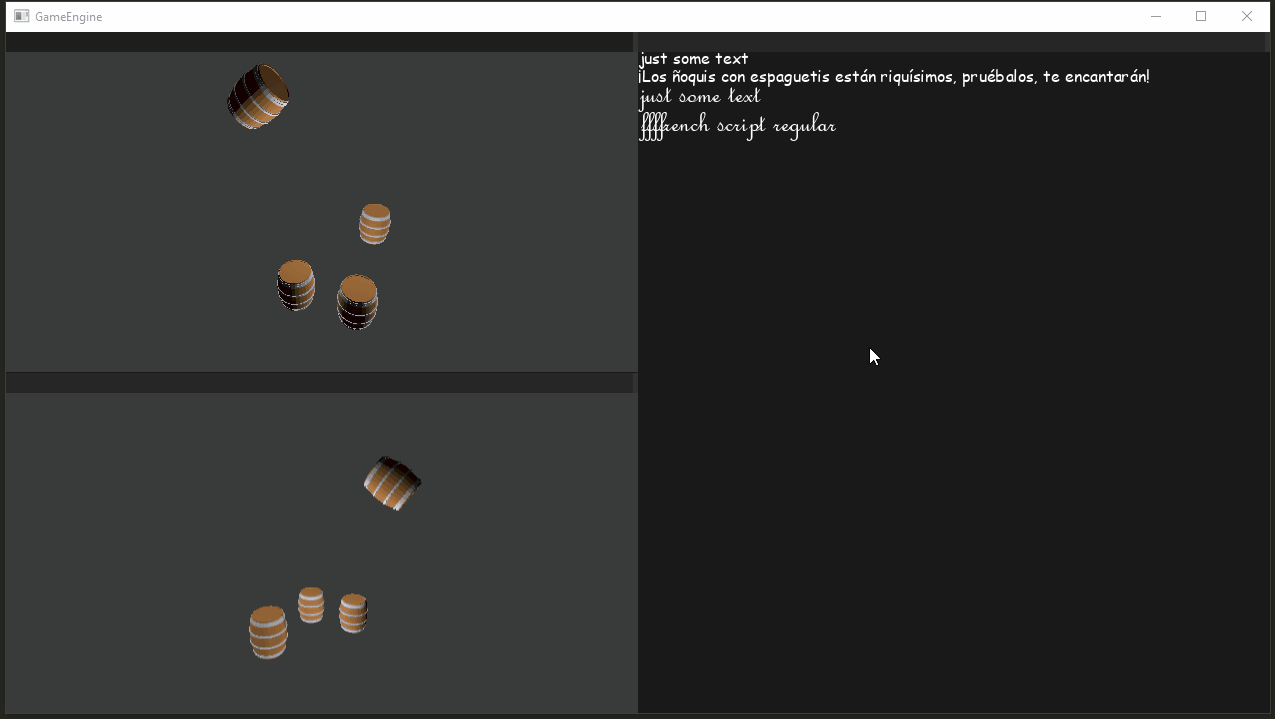 GameEngine
just some text
¡Los ñoquis con espaguetis están riquísimos, pruébalos, te encantarán!
just some text
ffffrench script regular